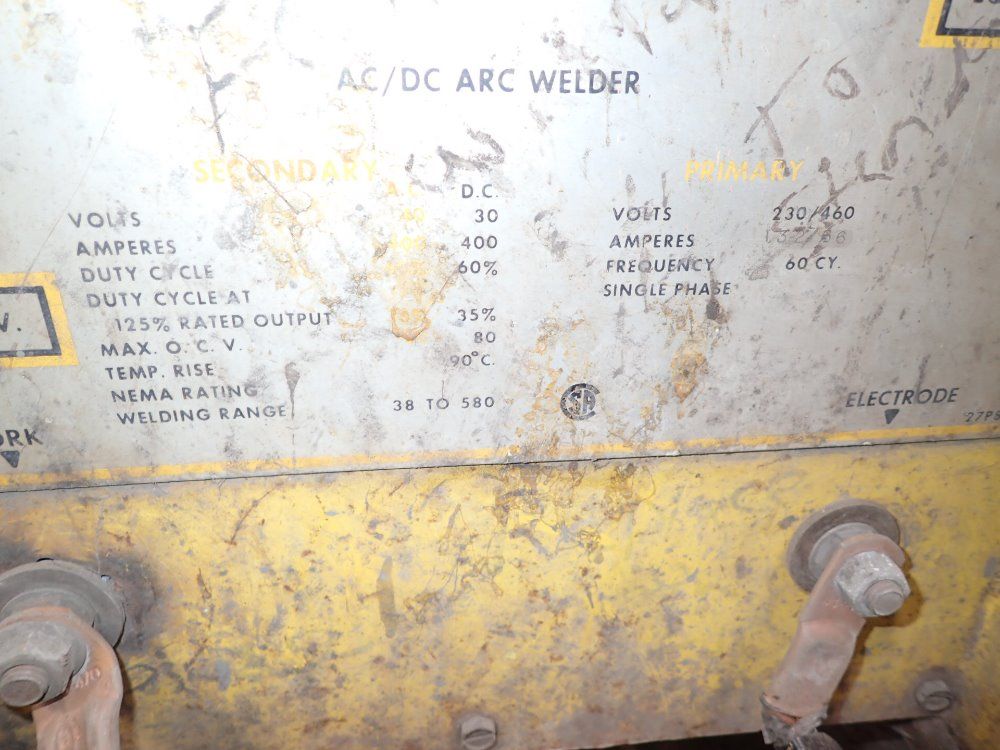 AC/DC ARC WELDER
SECONDARY
A.C. D.C.
VOLTS 30
AMPERES 400
DUTY CYCLE 60%
DUTY CYCLE AT
125% RATED OUTPUT 35%
MAX. O. C. V. 80
TEMP. RISE 90°C.
NEMA RATING
WELDING RANGE 38 TO 580
PRIMARY
VOLTS 230/460
AMPERES
FREQUENCY 60 CY.
SINGLE PHASE
ELECTRODE